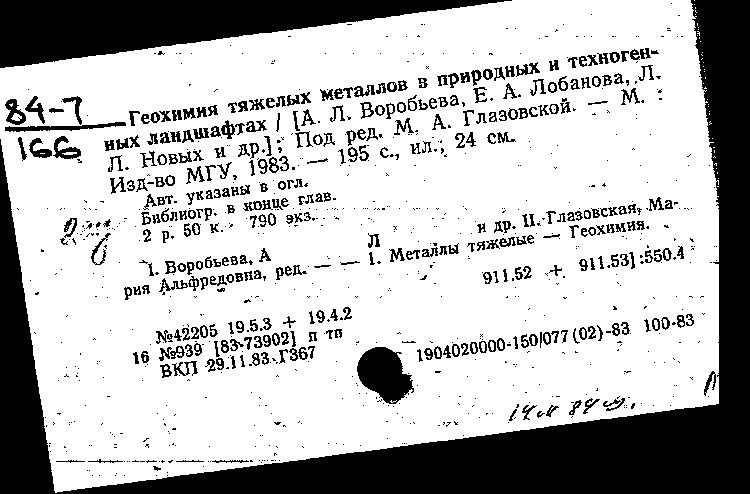 84-7
166
Геохимия тяжелых металлов в природных и техноген-
ных ландшафтах / [А. Л. Воробьева, Е. А. Лобанова, Л.
Л. Новых и др.]; Под ред. М. А. Глазовской. — М. :
Изд-во МГУ, 1983. — 195 с., ил.; 24 см.
Авт. указаны в огл.
Библиогр. в конце глав.
2 р. 50 к. 790 экз.
1. Воробьева, А Л и др. II. Глазовская, Ма-
рия Альфредовна, ред. — — 1. Металлы тяжелые — Геохимия.
911.52 + 911.53]:550.4
№42205 19.5.3 + 19.4.2
16 №939 [83-73902] п тп
ВКП 29.11.83. Г367
1904020000-150/077(02)-83 100-83